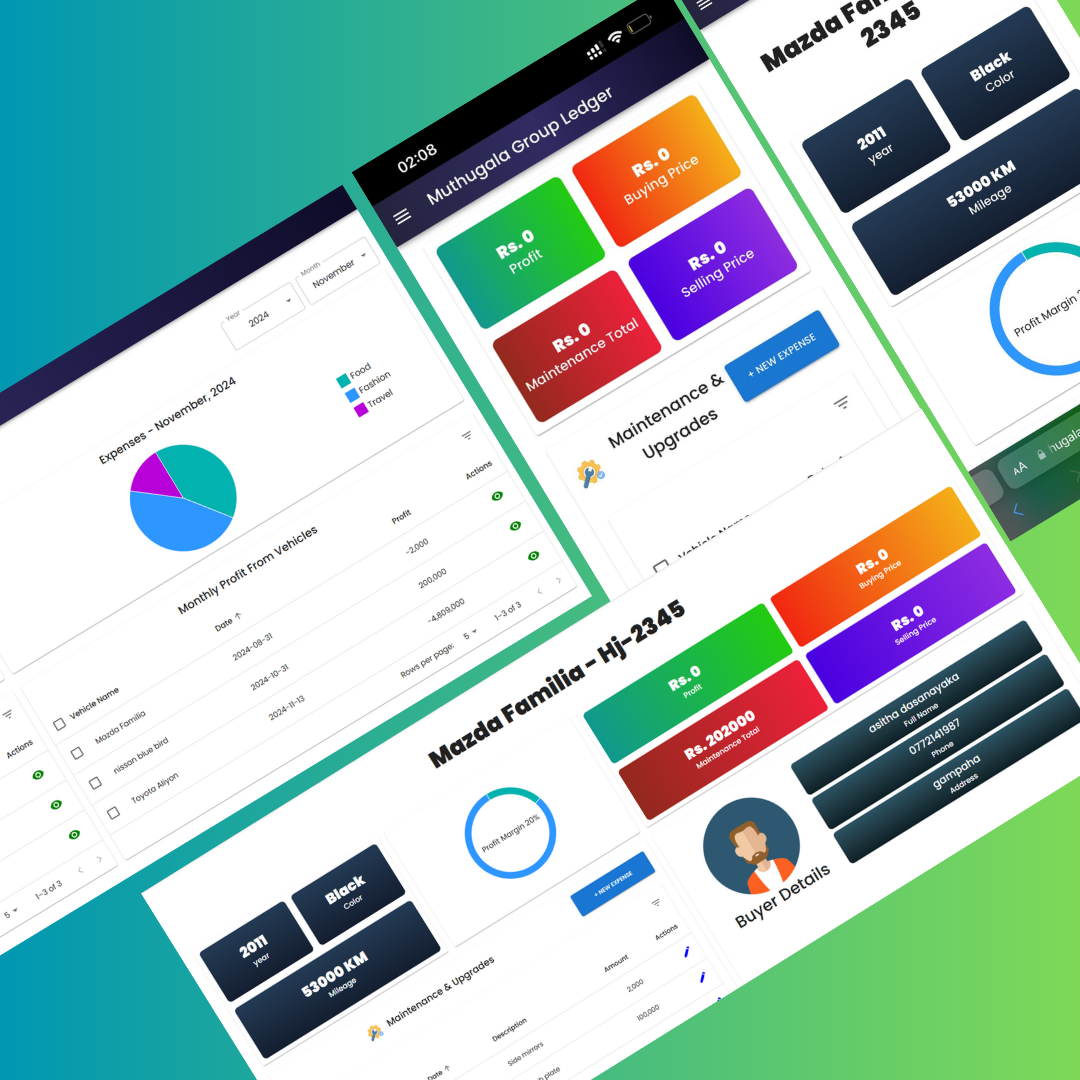 Year
2024
Month
November
Expenses - November, 2024
Food
Fashion
Travel
Monthly Profit From Vehicles
Vehicle Name
Date
Profit
Actions
Mazda Familia
2024-08-31
-2,000
nissan blue bird
2024-10-31
200,000
Toyota Aliyon
2024-11-13
-4,809,000
Rows per page:
5
1-3 of 3
Actions
5
1-3 of 3
02:08
Muthugala Group Ledger
Rs. 0
Profit
Rs. 0
Buying Price
Rs. 0
Maintenance Total
Rs. 0
Selling Price
Maintenance &
Upgrades
+ NEW EXPENSE
Vehicle Name
2345
2011
year
Black
Color
53000 KM
Mileage
Profit Margin
AA
Mazda Familia - Hj-2345
2011
year
Black
Color
53000 KM
Mileage
Profit Margin 20%
Rs. 0
Profit
Rs. 0
Buying Price
Rs. 202000
Maintenance Total
Rs. 0
Selling Price
+ NEW EXPENSE
Maintenance & Upgrades
Date
Description
Amount
Actions
Side mirrors
2,000
plate
100,000
Buyer Details
asitha dasanayaka
Full Name
0772141987
Phone
gampaha
Address